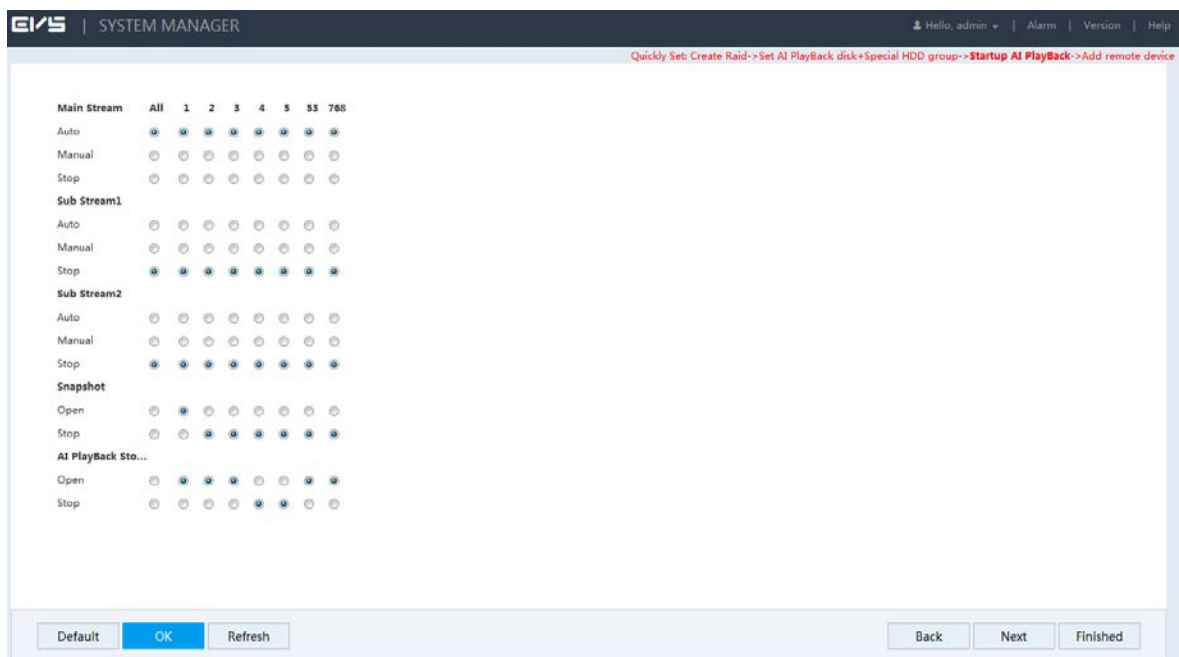 EVS | SYSTEM MANAGER Hello, admin | Alarm | Version | Help
Quickly Set: Create Raid->Set AI PlayBack disk+Special HDD group->Startup AI PlayBack->Add remote device
Main Stream All 1 2 3 4 5 53 768
Auto
Manual
Stop
Sub Stream1
Auto
Manual
Stop
Sub Stream2
Auto
Manual
Stop
Snapshot
Open
Stop
AI PlayBack Sto...
Open
Stop
Default OK Refresh Back Next Finished